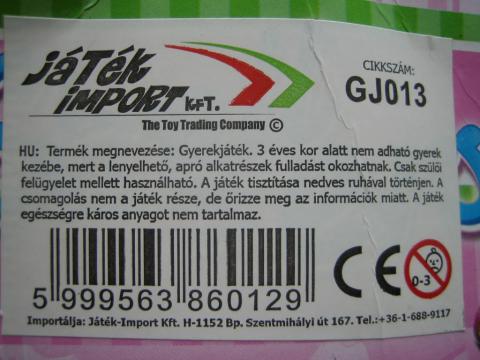 Játék
Import Kft.
The Toy Trading Company ©
CIKKSZÁM:
GJ013
HU: Termék megnevezése: Gyerekjáték. 3 éves kor alatt nem adható gyerek
kezébe, mert a lenyelhető, apró alkatrészek fulladást okozhatnak. Csak szülői
felügyelet mellett használható. A játék tisztítása nedves ruhával történjen. A
csomagolás nem a játék része, de őrizze meg az információk miatt. A játék
egészségre káros anyagot nem tartalmaz.
5 999563 860129
CE
0-3
Importálja: Játék-Import Kft. H-1152 Bp. Szentmihályi út 167. Tel.:+36-1-688-9117